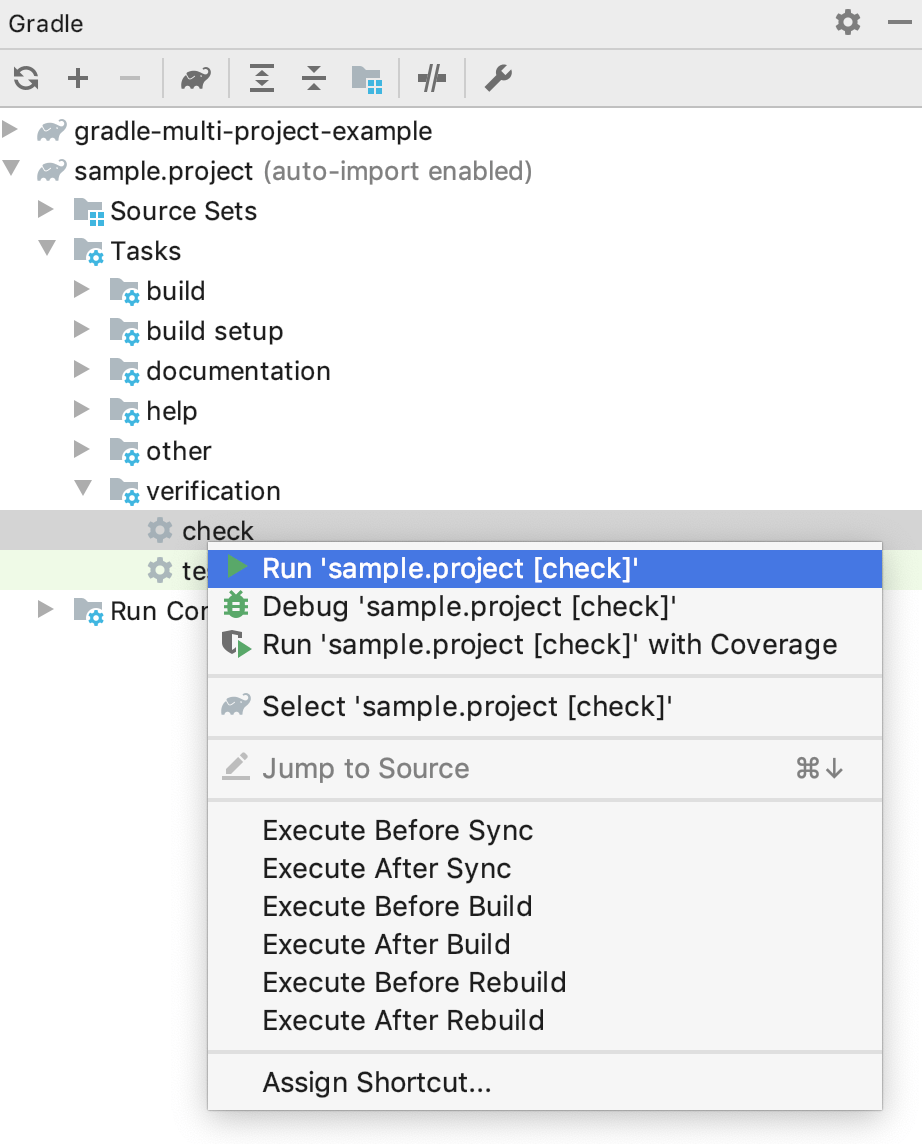 Gradle
gradle-multi-project-example
sample.project (auto-import enabled)
Source Sets
Tasks
build
build setup
documentation
help
other
verification
check
Run 'sample.project [check]'
Debug 'sample.project [check]'
Run 'sample.project [check]' with Coverage
Select 'sample.project [check]'
Jump to Source ⌘↓
Execute Before Sync
Execute After Sync
Execute Before Build
Execute After Build
Execute Before Rebuild
Execute After Rebuild
Assign Shortcut...
Run